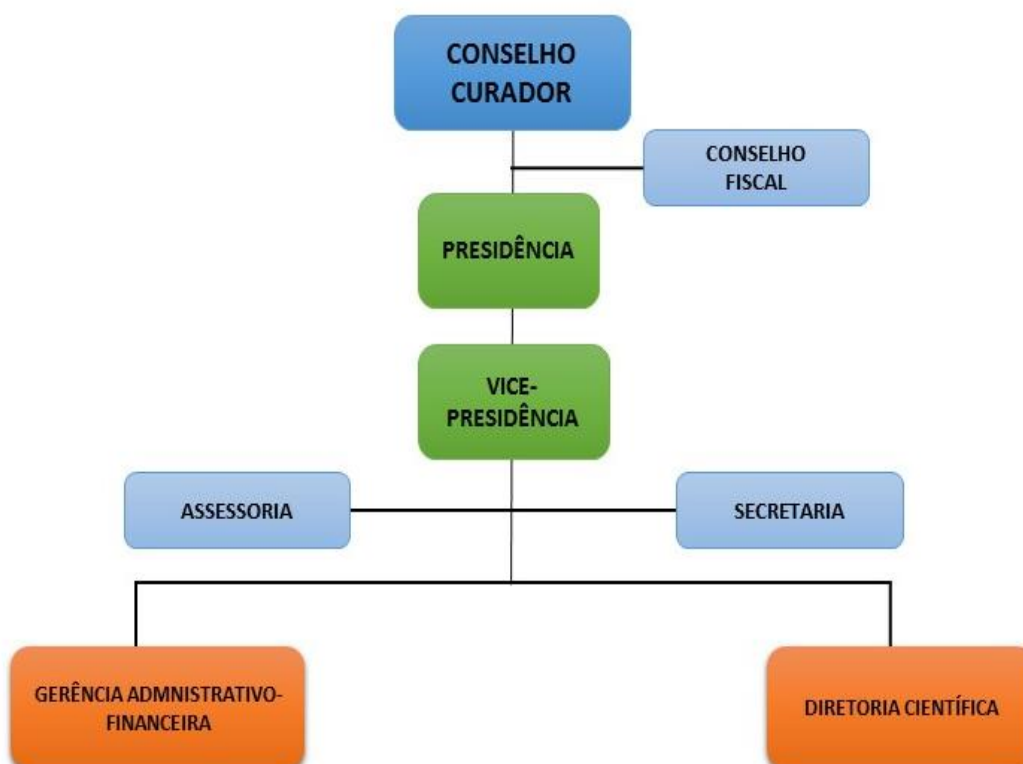 CONSELHO
CURADOR
CONSELHO
FISCAL
PRESIDÊNCIA
VICE-
PRESIDÊNCIA
ASSESSORIA
SECRETARIA
GERÊNCIA ADMNISTRATIVO-
FINANCEIRA
DIRETORIA CIENTÍFICA